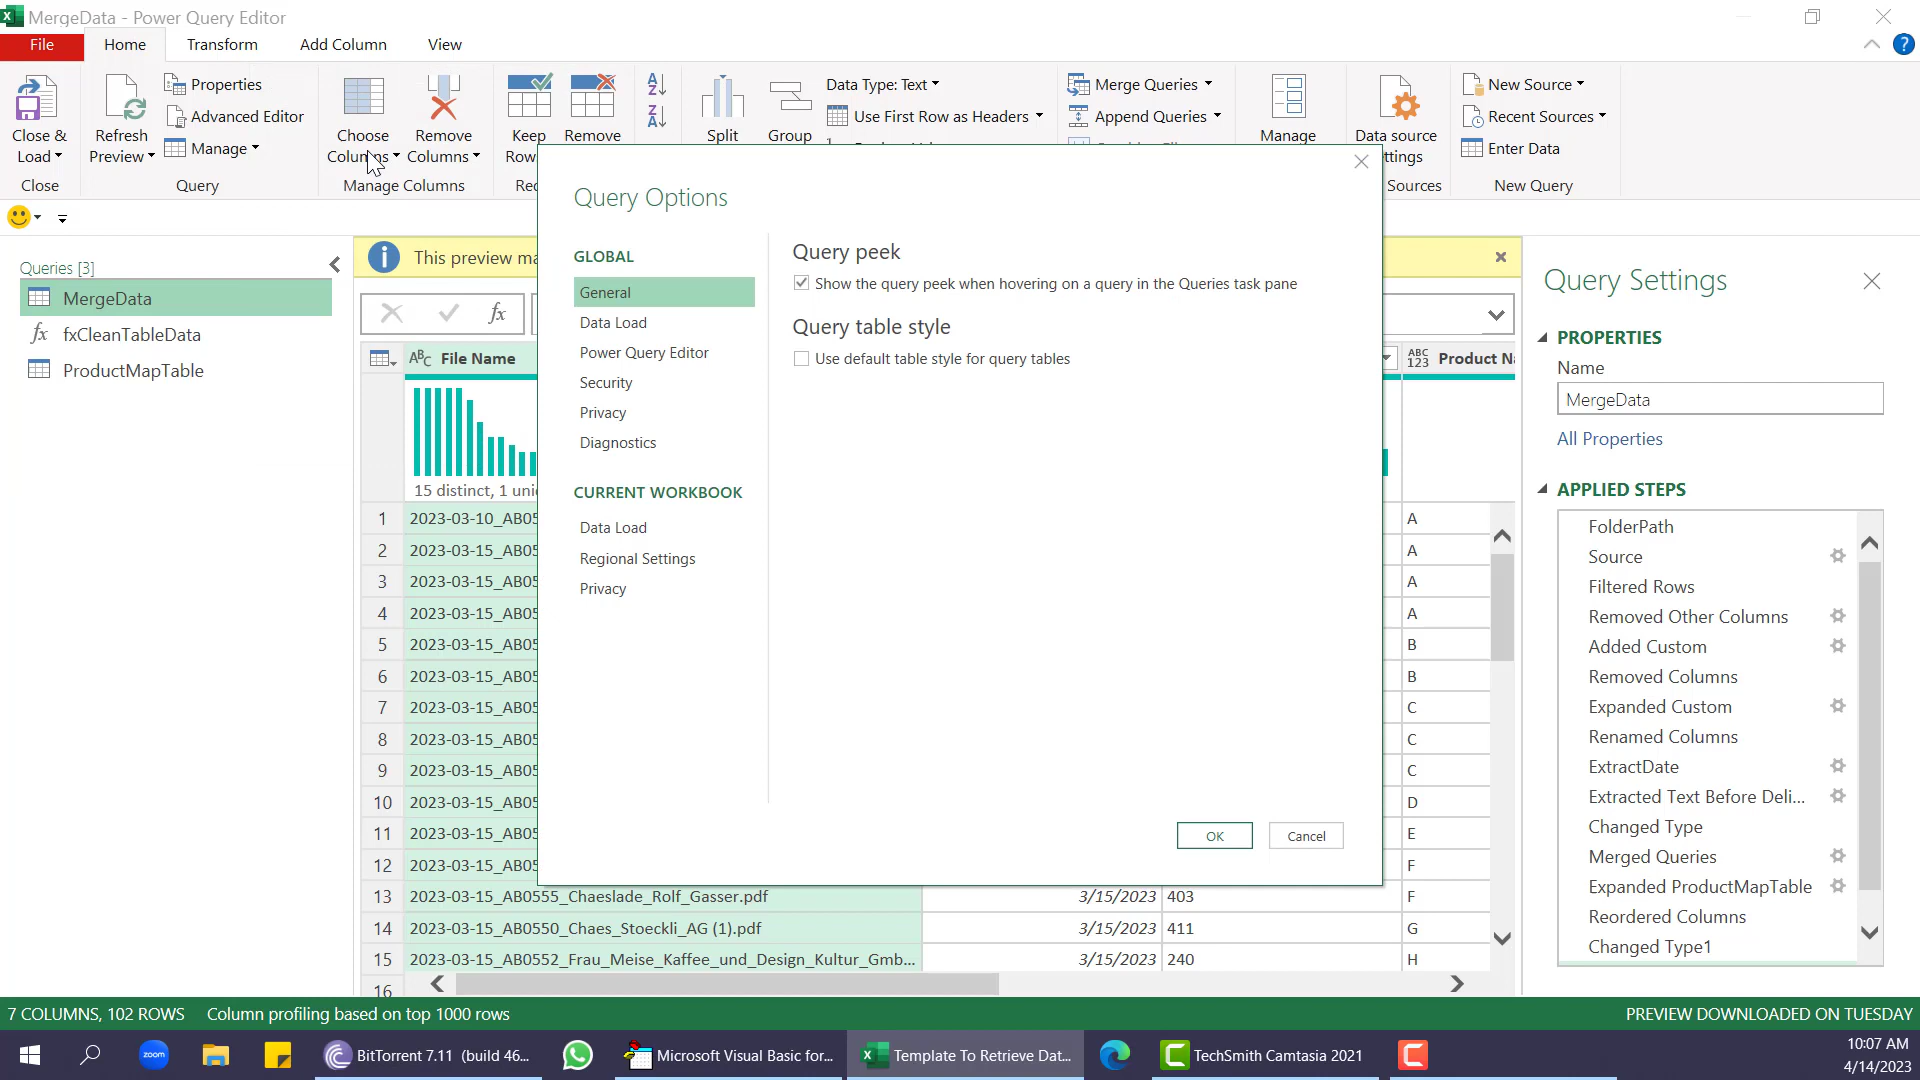 MergeData - Power Query Editor
File
Home
Transform
Add Column
View
Close &
Load
Close
Refresh
Preview
Properties
Advanced Editor
Manage
Query
Choose
Columns
Remove
Columns
Manage Columns
Keep
Remove
A
Z
Z
A
Split
Group
Data Type: Text
Use First Row as Headers
Merge Queries
Append Queries
Manage
Data source
ttings
Sources
New Source
Recent Sources
Enter Data
New Query
Queries [3]
MergeData
fx fxCleanTableData
ProductMapTable
This preview ma
fx
ABC File Name
15 distinct, 1 uni
1 2023-03-10_AB05
2 2023-03-15_AB05
3 2023-03-15_AB05
4 2023-03-15_AB05
5 2023-03-15_AB05
6 2023-03-15_AB05
7 2023-03-15_AB05
8 2023-03-15_AB05
9 2023-03-15_AB05
10 2023-03-15_AB05
11 2023-03-15_AB05
12 2023-03-15_AB05
13 2023-03-15_AB0555_Chaeslade_Rolf_Gasser.pdf 3/15/2023 403 F
14 2023-03-15_AB0550_Chaes_Stoeckli_AG (1).pdf 3/15/2023 411 G
15 2023-03-15_AB0552_Frau_Meise_Kaffee_und_Design_Kultur_Gmb... 3/15/2023 240 H
16
ABC
123 Product N
A
A
A
A
B
B
C
C
C
D
E
F
Query Options
GLOBAL
General
Data Load
Power Query Editor
Security
Privacy
Diagnostics
CURRENT WORKBOOK
Data Load
Regional Settings
Privacy
Query peek
Show the query peek when hovering on a query in the Queries task pane
Query table style
Use default table style for query tables
OK
Cancel
Query Settings
PROPERTIES
Name
MergeData
All Properties
APPLIED STEPS
FolderPath
Source
Filtered Rows
Removed Other Columns
Added Custom
Removed Columns
Expanded Custom
Renamed Columns
ExtractDate
Extracted Text Before Deli...
Changed Type
Merged Queries
Expanded ProductMapTable
Reordered Columns
Changed Type1
7 COLUMNS, 102 ROWS
Column profiling based on top 1000 rows
PREVIEW DOWNLOADED ON TUESDAY
zoom
BitTorrent 7.11 (build 46...
Microsoft Visual Basic for...
Template To Retrieve Dat...
TechSmith Camtasia 2021
10:07 AM
4/14/2023